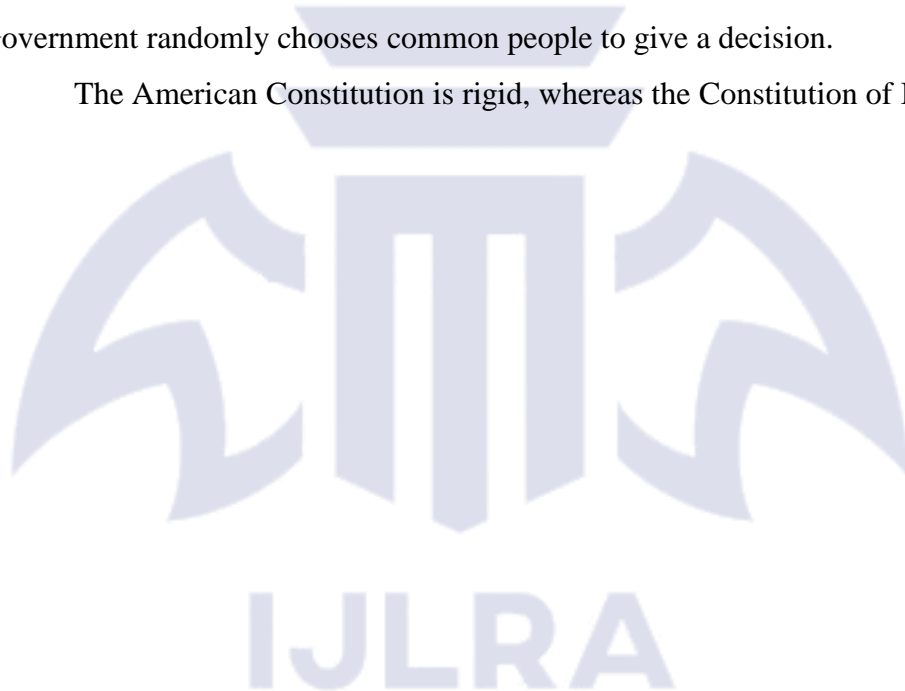 overnment randomly chooses common people to give a decision.
The American Constitution is rigid, whereas the Constitution of
IJLRA